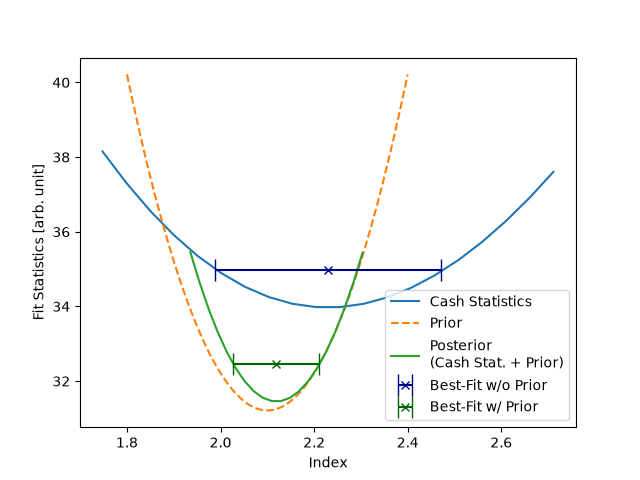 40
38
36
34
32
Fit Statistics [arb. unit]
1.8
2.0
2.2
2.4
2.6
Index
Cash Statistics
Prior
Posterior
(Cash Stat. + Prior)
Best-Fit w/o Prior
Best-Fit w/ Prior